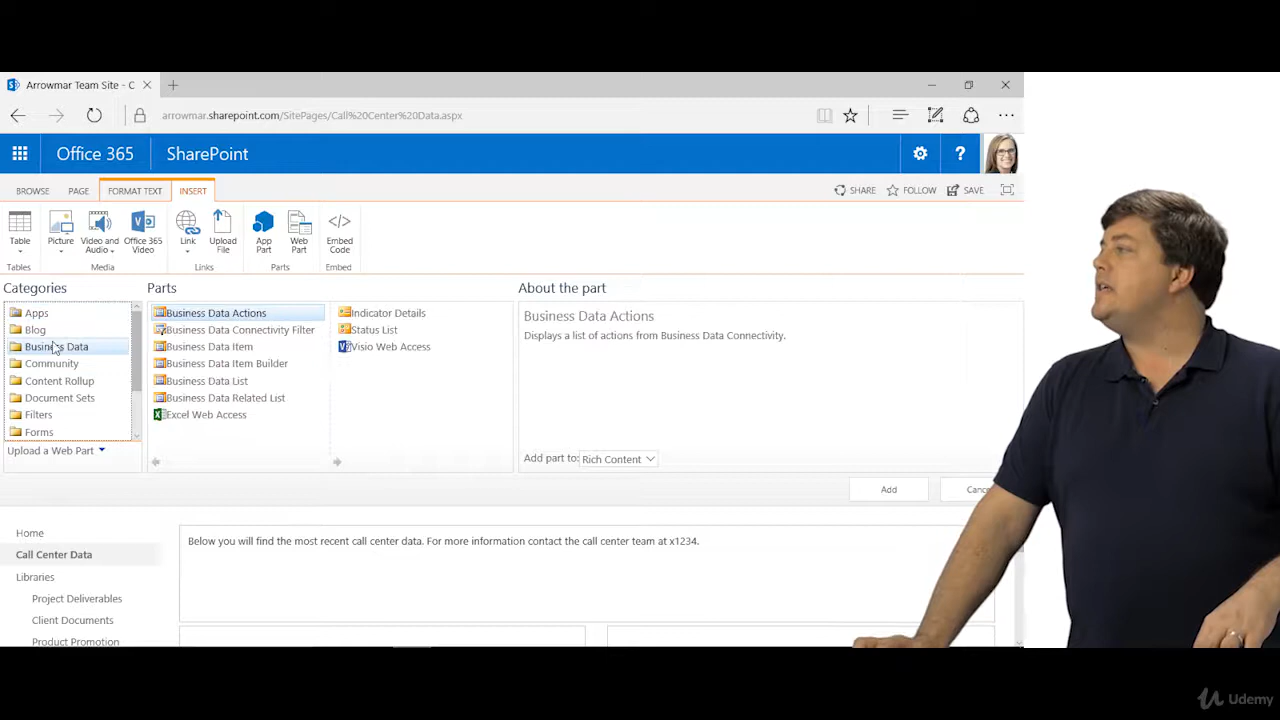 Arrowmar Team Site - C
arrowmar.sharepoint.com/SitePages/Call%20Center%20Data.aspx
Office 365
SharePoint
?
BROWSE
PAGE
FORMAT TEXT
INSERT
SHARE
FOLLOW
SAVE
Table
Picture
Video and Audio
Office 365 Video
Link
Upload File
App Part
Web Part
Embed Code
Tables
Media
Links
Parts
Embed
Categories
Apps
Blog
Business Data
Community
Content Rollup
Document Sets
Filters
Forms
Upload a Web Part
Parts
Business Data Actions
Business Data Connectivity Filter
Business Data Item
Business Data Item Builder
Business Data List
Business Data Related List
Excel Web Access
Indicator Details
Status List
Visio Web Access
About the part
Business Data Actions
Displays a list of actions from Business Data Connectivity.
Add part to: Rich Content
Add
Cance
Home
Call Center Data
Libraries
Project Deliverables
Client Documents
Product Promotion
Below you will find the most recent call center data. For more information contact the call center team at x1234.
Udemy